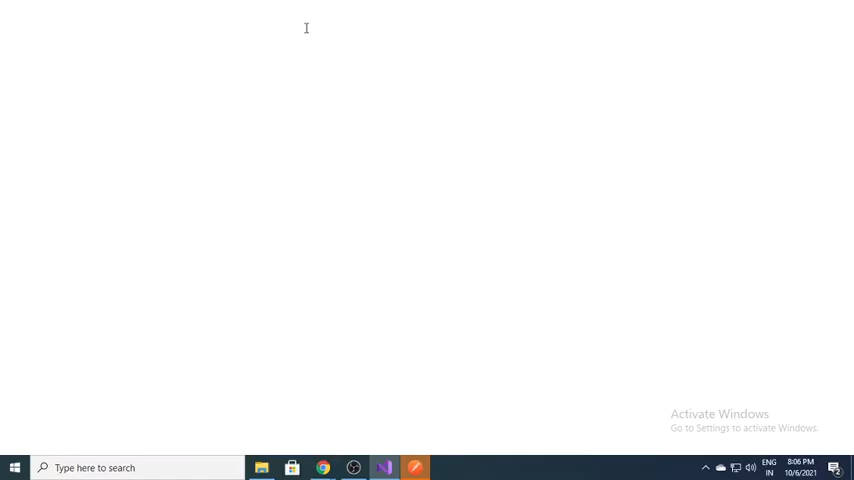 Activate Windows
Go to Settings to activate Windows.
Type here to search
ENG
IN
8:06 PM
10/6/2021
2